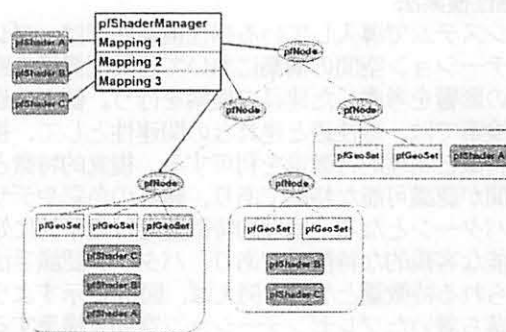 pfShaderManager
Mapping 1
Mapping 2
Mapping 3
pfShader A
pfShader B
pfShader C
pfNode
pfNode
pfNode
pfNode
pfNode
pfGeoSet pfGeoSet pfShader A
pfGeoSet pfGeoSet pfGeoSet
pfShader C
pfShader B
pfShader A
pfGeoSet pfGeoSet
pfShader B
pfShader C